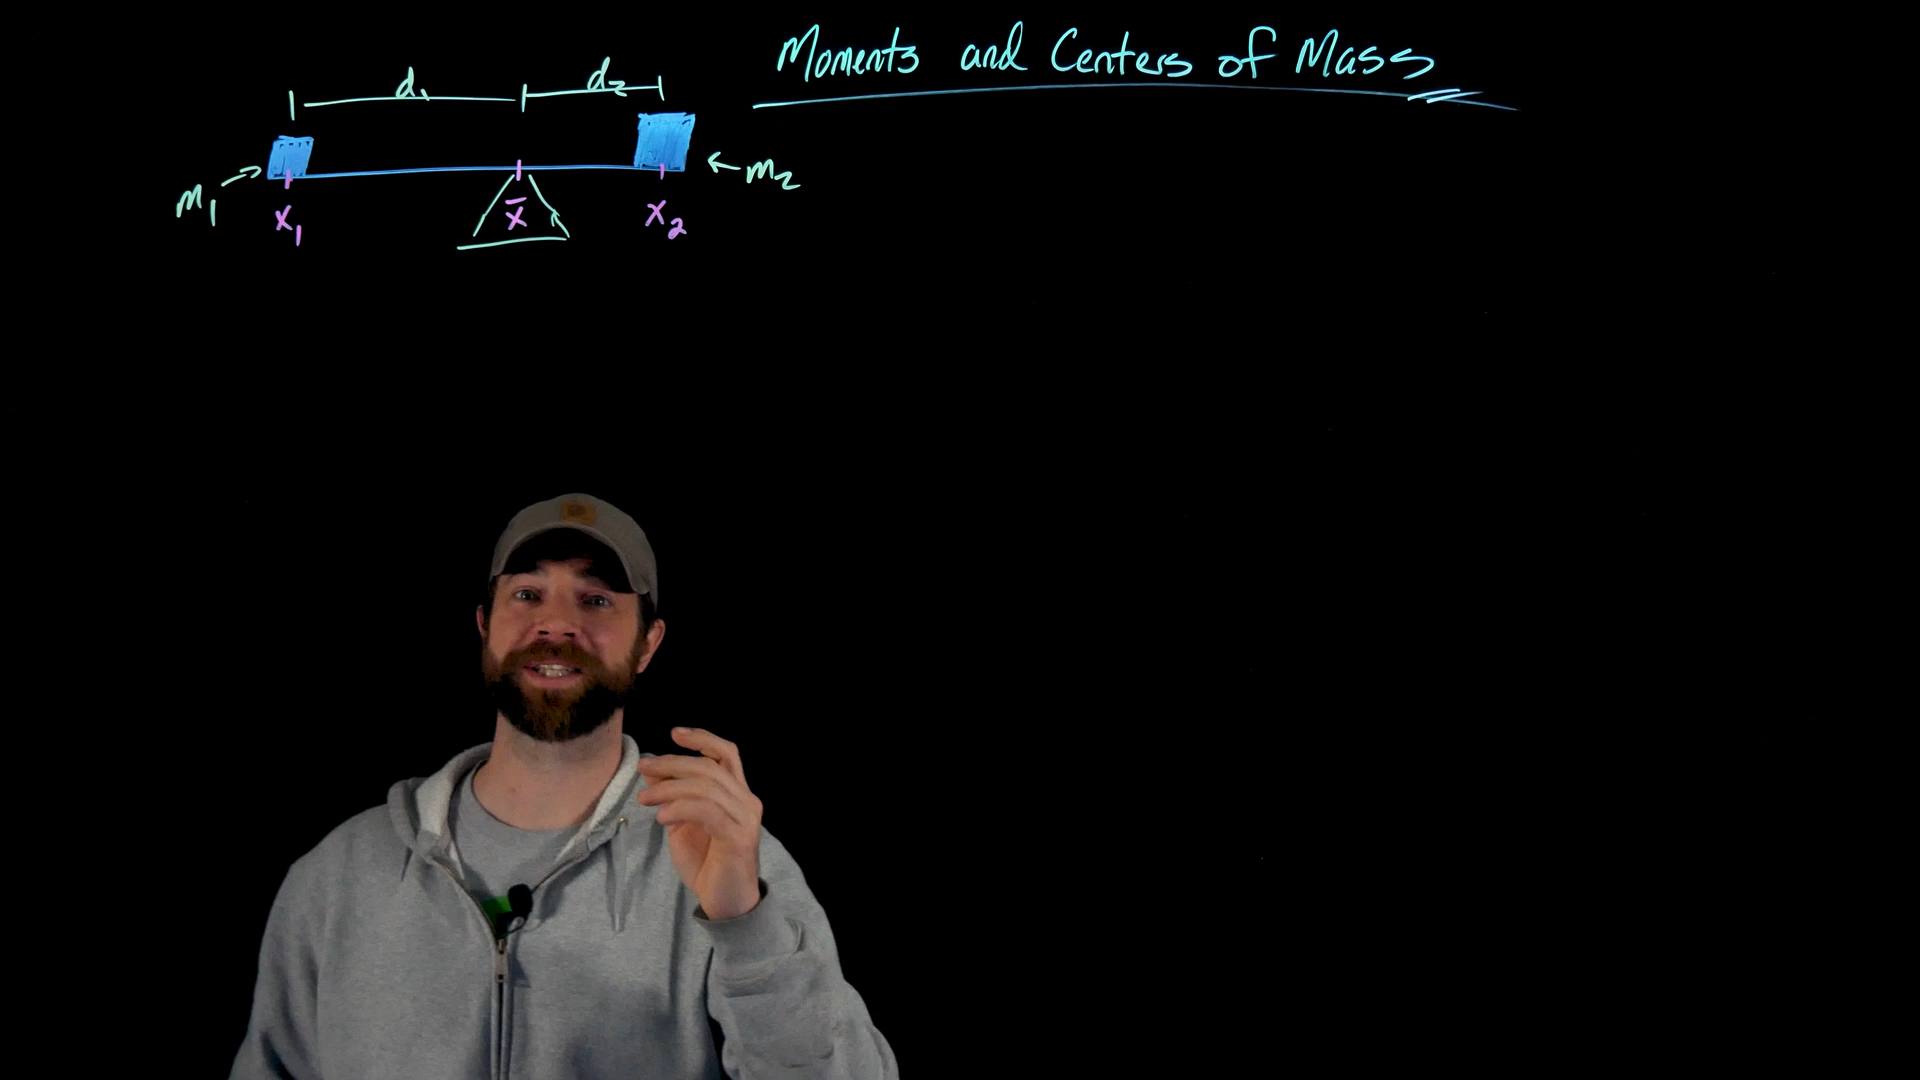 Moments and Centers of Mass
d₁ d₂
m₁ m₂
x₁ x̄ x₂